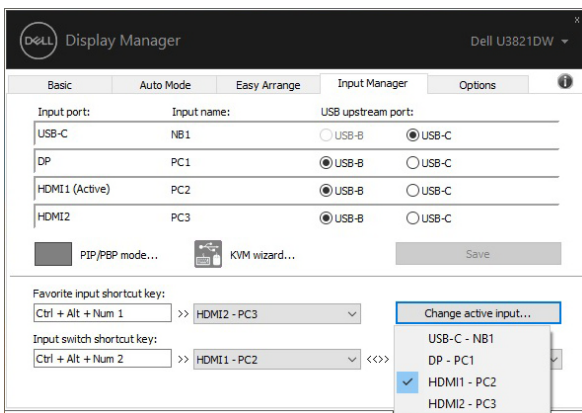 DELL Display Manager Dell U3821DW
x
Basic Auto Mode Easy Arrange Input Manager Options
Input port: Input name: USB upstream port:
USB-C NB1 USB-B USB-C
DP PC1 USB-B USB-C
HDMI1 (Active) PC2 USB-B USB-C
HDMI2 PC3 USB-B USB-C
PIP/PBP mode... KVM wizard... Save
Favorite input shortcut key:
Ctrl + Alt + Num 1 >> HDMI2 - PC3 Change active input...
Input switch shortcut key:
Ctrl + Alt + Num 2 >> HDMI1 - PC2 <<>>
USB-C - NB1
DP - PC1
HDMI1 - PC2
HDMI2 - PC3